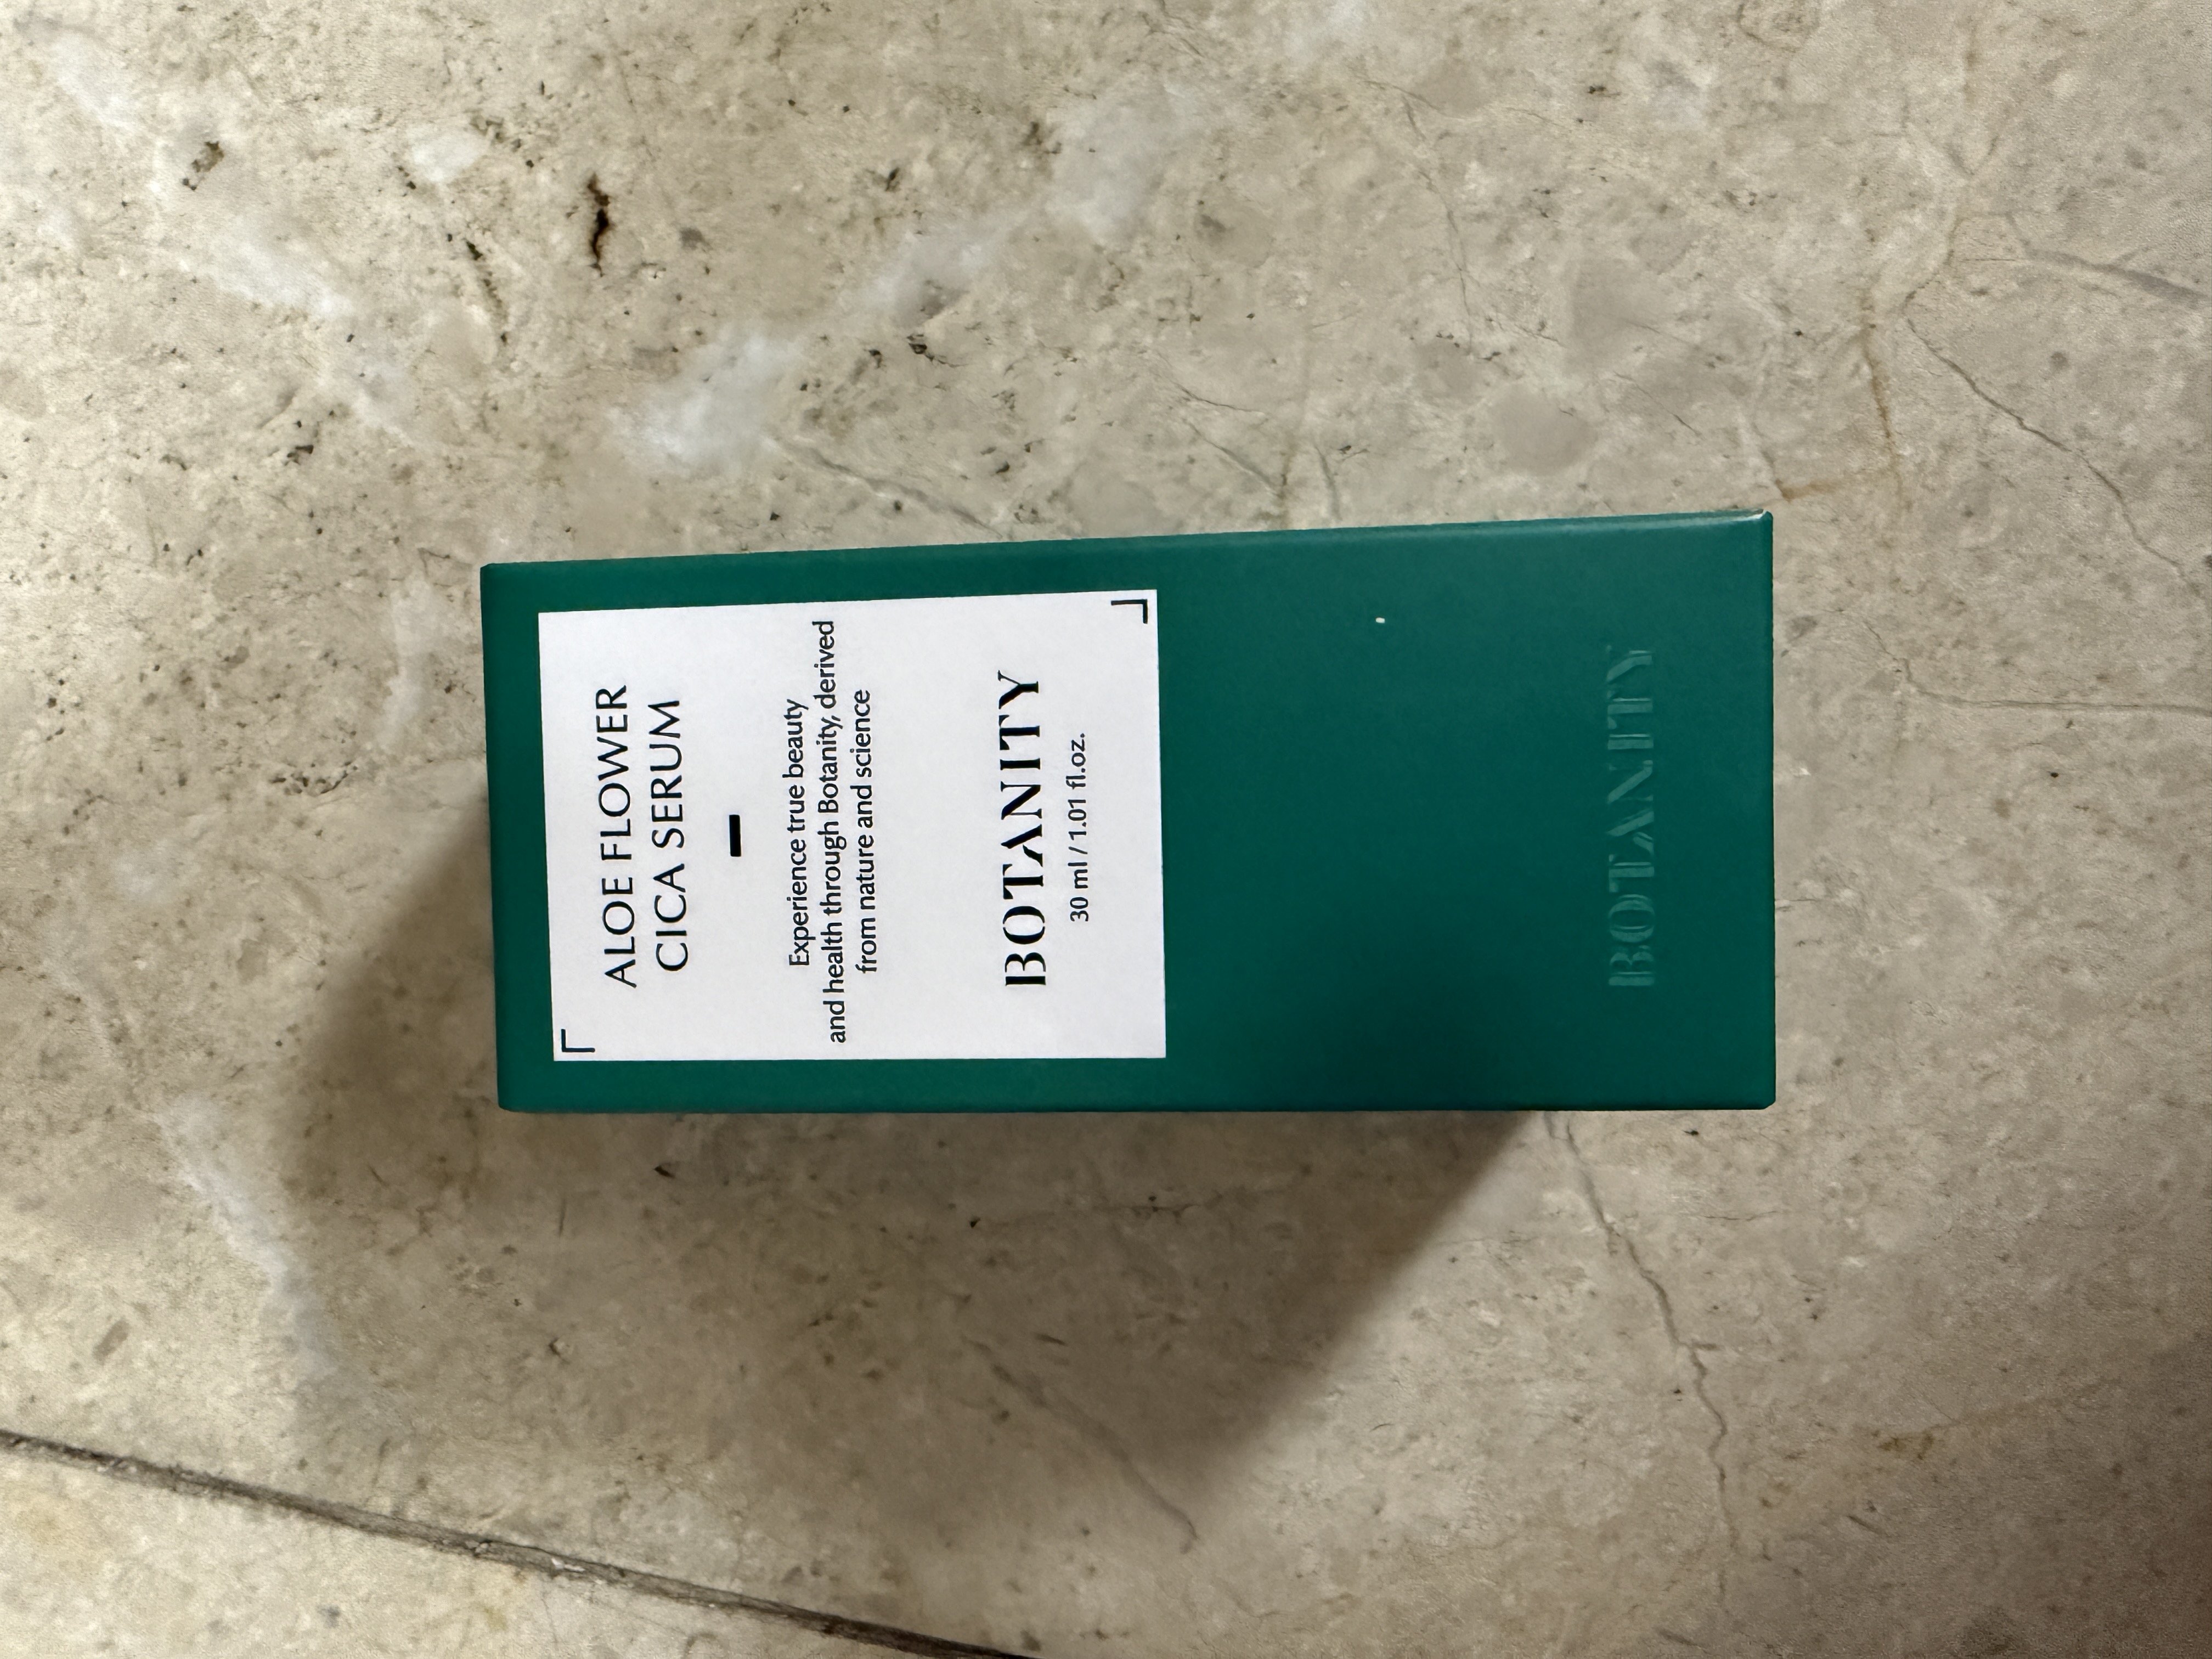 ALOE FLOWER
CICA SERUM
Experience true beauty
and health through Botanity, derived
from nature and science
BOTANITY
30 ml / 1.01 fl.oz.
BOTANITY